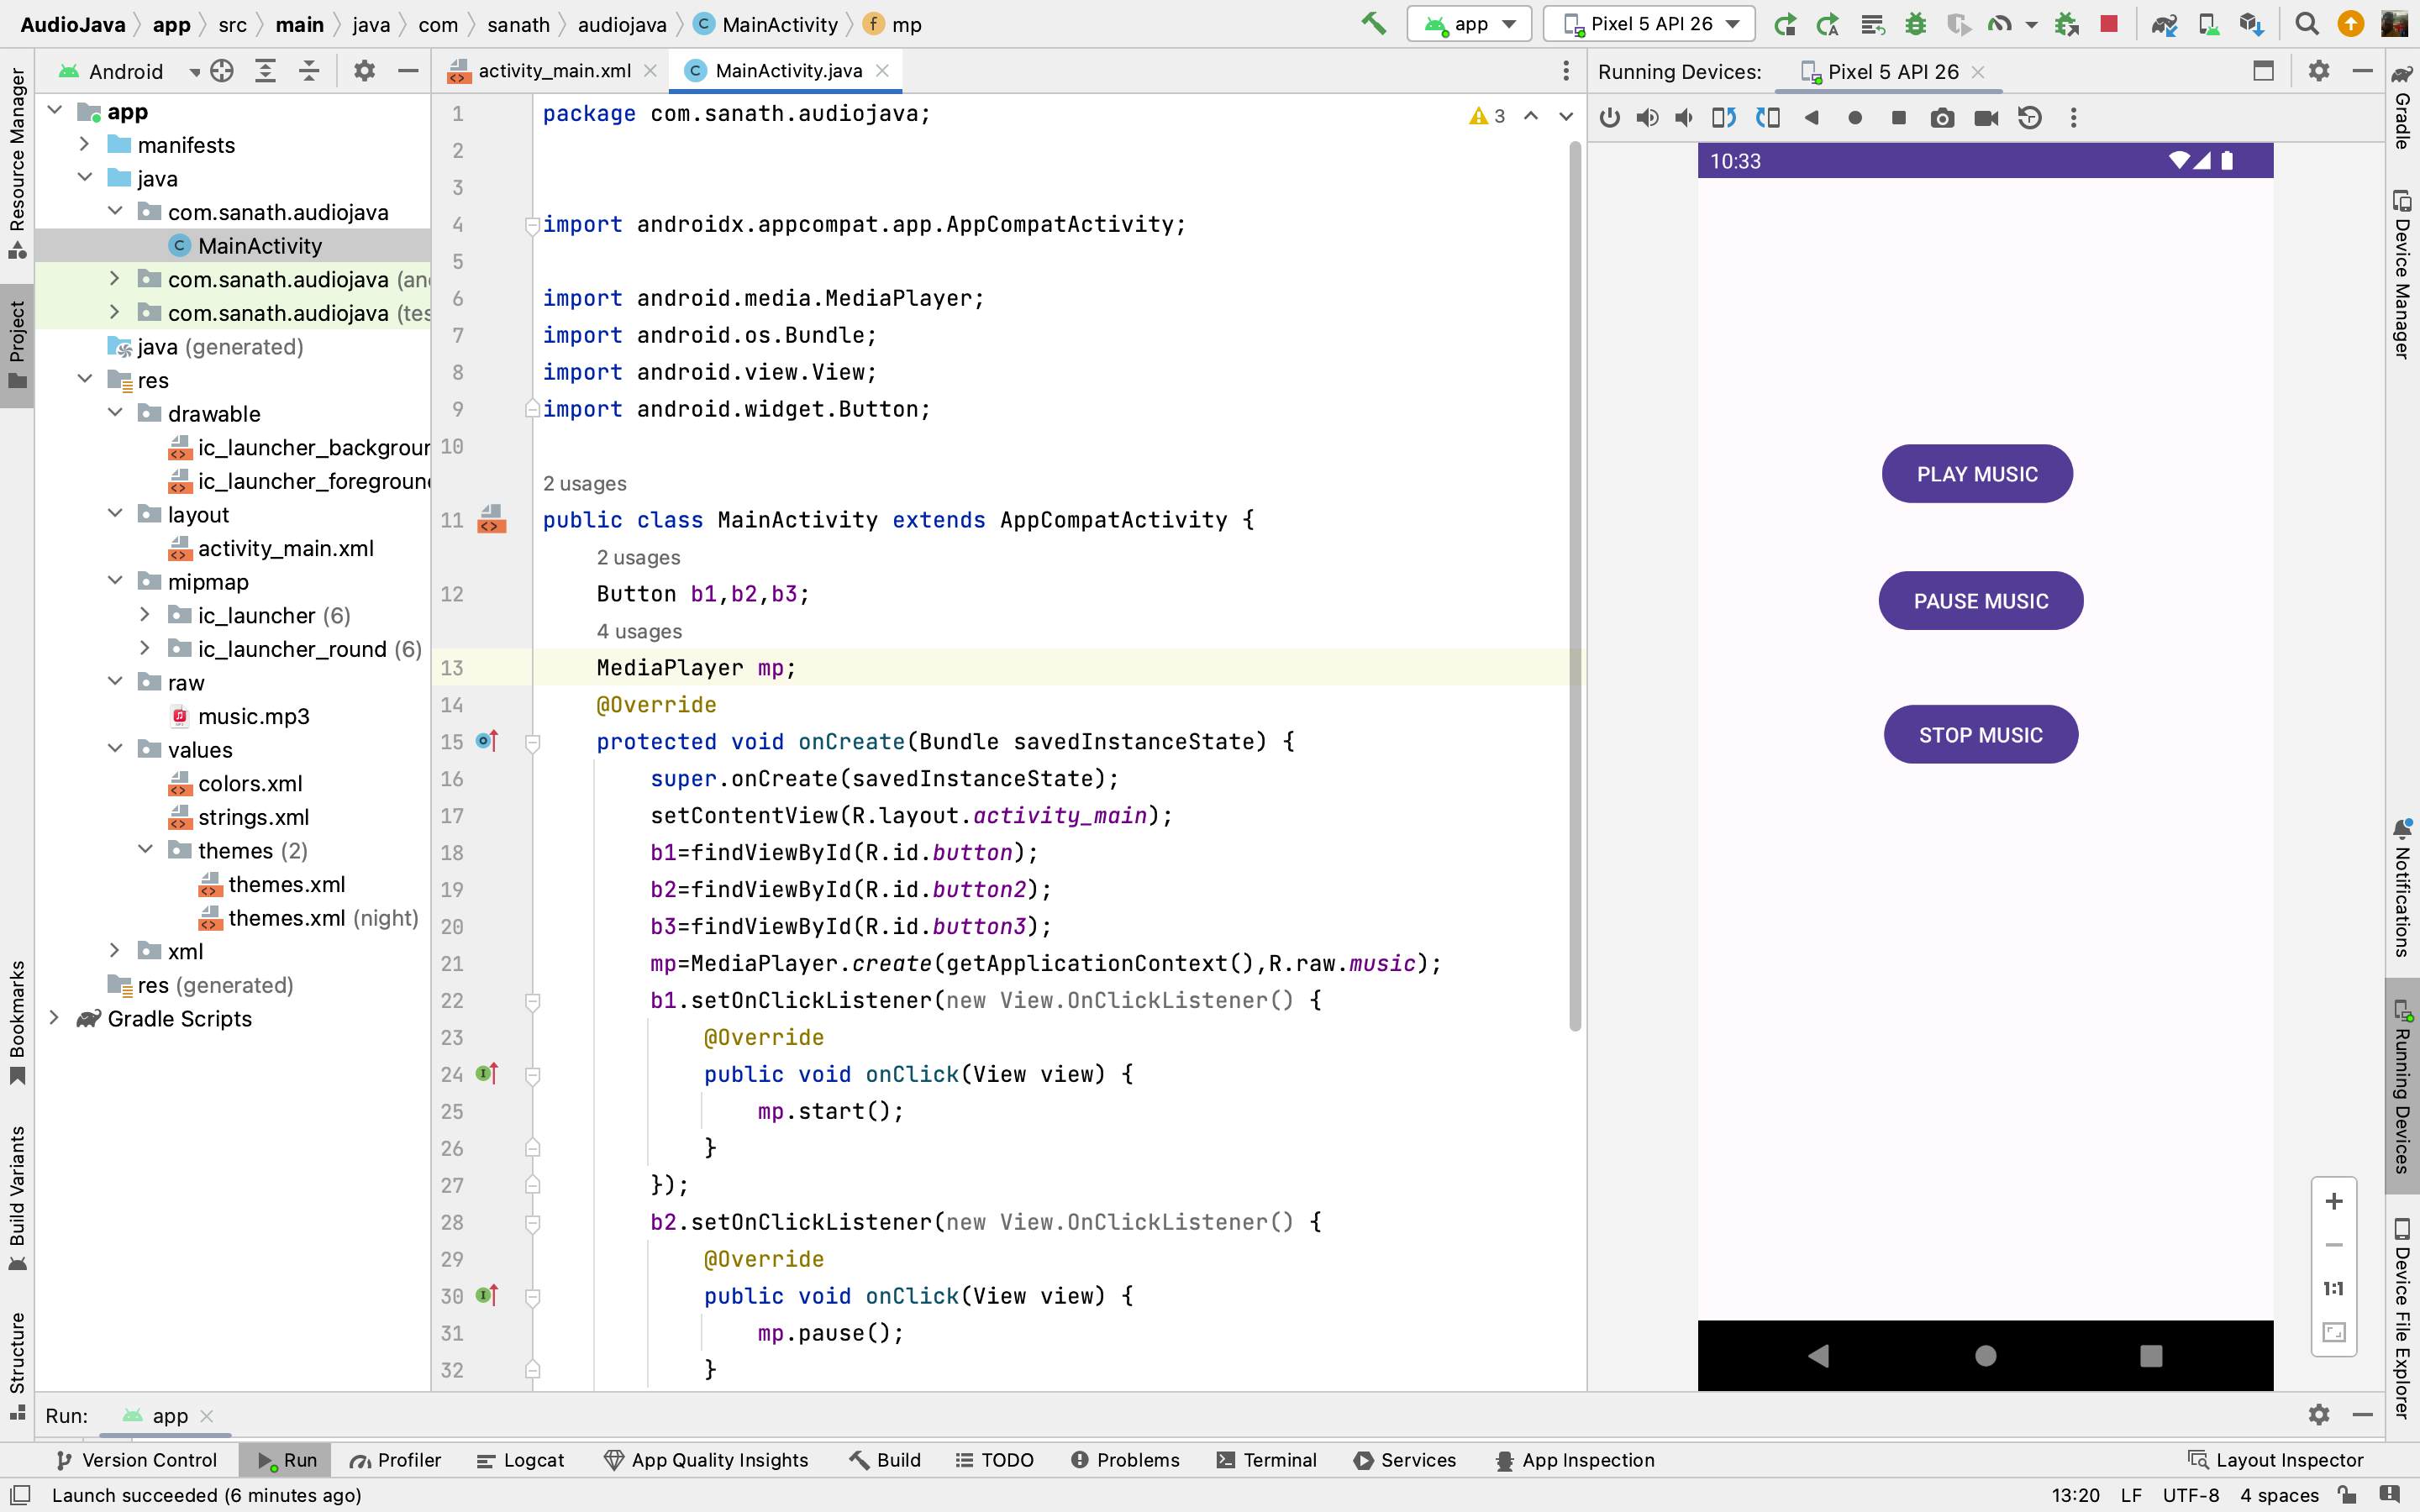 AudioJava app src main java com sanath audiojava MainActivity mp
app Pixel 5 API 26
Android
activity_main.xml MainActivity.java
Running Devices: Pixel 5 API 26
Resource Manager
Project
Bookmarks
Build Variants
Structure
app
manifests
java
com.sanath.audiojava
MainActivity
com.sanath.audiojava (an
com.sanath.audiojava (tes
java (generated)
res
drawable
ic_launcher_backgrour
ic_launcher_foreground
layout
activity_main.xml
mipmap
ic_launcher (6)
ic_launcher_round (6)
raw
music.mp3
values
colors.xml
strings.xml
themes (2)
themes.xml
themes.xml (night)
xml
res (generated)
Gradle Scripts
3
1 package com.sanath.audiojava;
2
3
4 import androidx.appcompat.app.AppCompatActivity;
5
6 import android.media.MediaPlayer;
7 import android.os.Bundle;
8 import android.view.View;
9 import android.widget.Button;
10
2 usages
11 public class MainActivity extends AppCompatActivity {
2 usages
12 Button b1,b2,b3;
4 usages
13 MediaPlayer mp;
14 @Override
15 protected void onCreate(Bundle savedInstanceState) {
16 super.onCreate(savedInstanceState);
17 setContentView(R.layout.activity_main);
18 b1=findViewById(R.id.button);
19 b2=findViewById(R.id.button2);
20 b3=findViewById(R.id.button3);
21 mp=MediaPlayer.create(getApplicationContext(),R.raw.music);
22 b1.setOnClickListener(new View.OnClickListener() {
23 @Override
24 public void onClick(View view) {
25 mp.start();
26 }
27 });
28 b2.setOnClickListener(new View.OnClickListener() {
29 @Override
30 public void onClick(View view) {
31 mp.pause();
32 }
10:33
PLAY MUSIC
PAUSE MUSIC
STOP MUSIC
1:1
Gradle
Device Manager
Notifications
Running Devices
Device File Explorer
Run: app
Version Control Run Profiler Logcat App Quality Insights Build TODO Problems Terminal Services App Inspection Layout Inspector
Launch succeeded (6 minutes ago) 13:20 LF UTF-8 4 spaces